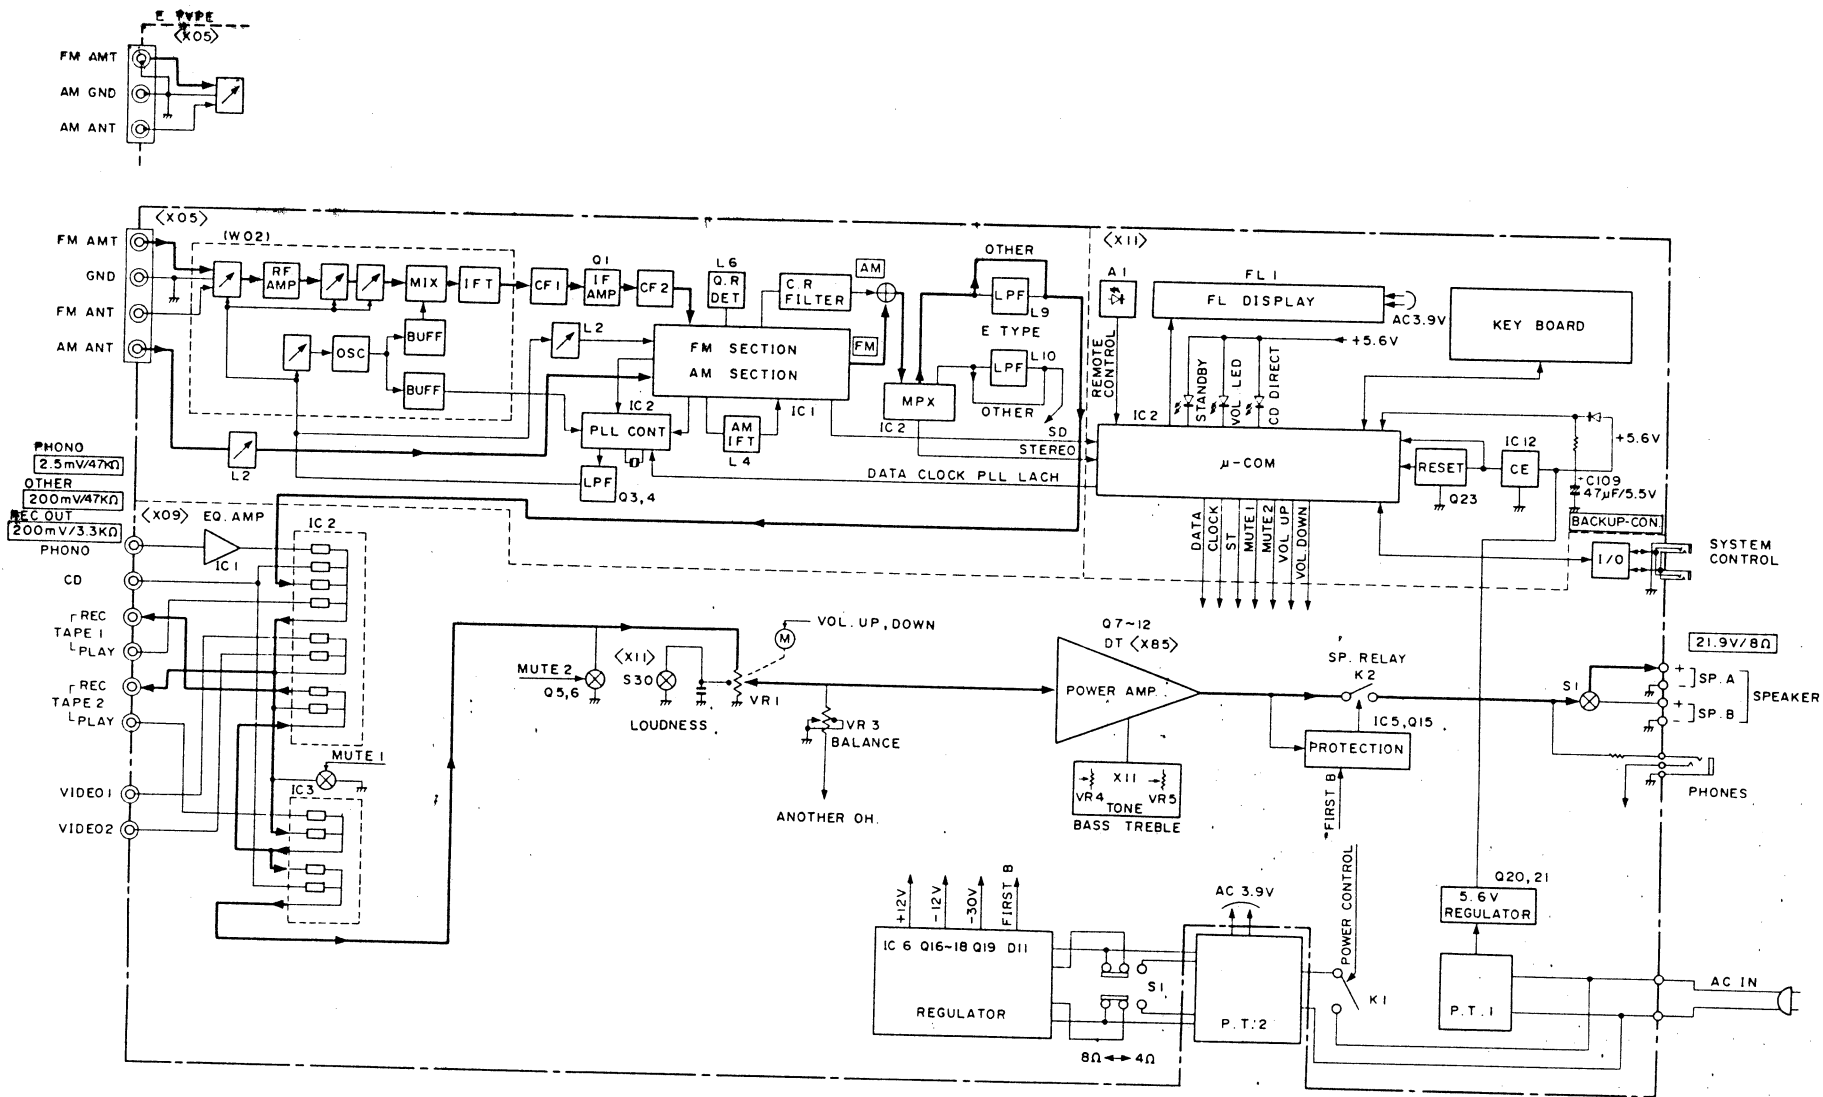 E TYPE
⟨X05⟩
FM AMT
AM GND
AM ANT
⟨X05⟩
(W02)
FM AMT
GND
FM ANT
AM ANT
RF AMP
MIX
IFT
CF1
Q1
I.F AMP
CF2
L6
Q.R DET
C.R FILTER
AM
FM
OTHER
LPF
L9
E TYPE
L10
LPF
OTHER
SD
OSC
BUFF
BUFF
L2
FM SECTION
AM SECTION
IC1
IC2
PLL CONT
AM IFT
L4
MPX
IC2
STEREO
LPF
Q3,4
L2
DATA CLOCK PLL LACH
⟨X11⟩
A1
REMOTE CONTROL
FL1
FL DISPLAY
AC3.9V
KEY BOARD
+5.6V
STANDBY
VOL. LED
CD DIRECT
IC2
μ-COM
RESET
Q23
IC12
CE
+5.6V
+C109
47μF/5.5V
BACKUP-CON.
I/O
SYSTEM CONTROL
DATA
CLOCK
ST
MUTE1
MUTE2
VOL UP
VOL.DOWN
PHONO
2.5mV/47KΩ
OTHER
200mV/47KΩ
REC OUT
200mV/3.3KΩ
⟨X09⟩
EQ.AMP
IC1
IC2
PHONO
CD
REC
TAPE 1
PLAY
REC
TAPE 2
PLAY
VIDEO1
VIDEO2
MUTE1
IC3
MUTE 2
Q5,6
⟨X11⟩
S30
LOUDNESS
VR1
M
VOL. UP, DOWN
VR3
BALANCE
ANOTHER CH.
Q7~12
DT ⟨X85⟩
POWER AMP.
X11
VR4
TONE
VR5
BASS TREBLE
SP. RELAY
K2
IC5,Q15
PROTECTION
FIRST B
21.9V/8Ω
S1
+
-
SP.A
+
-
SP.B
SPEAKER
PHONES
+12V
-12V
-30V
FIRST B
IC 6 Q16~18 Q19 D11
REGULATOR
S1
8Ω ↔ 4Ω
AC 3.9V
P.T.2
POWER CONTROL
K1
Q20,21
5.6V
REGULATOR
P.T.1
AC IN